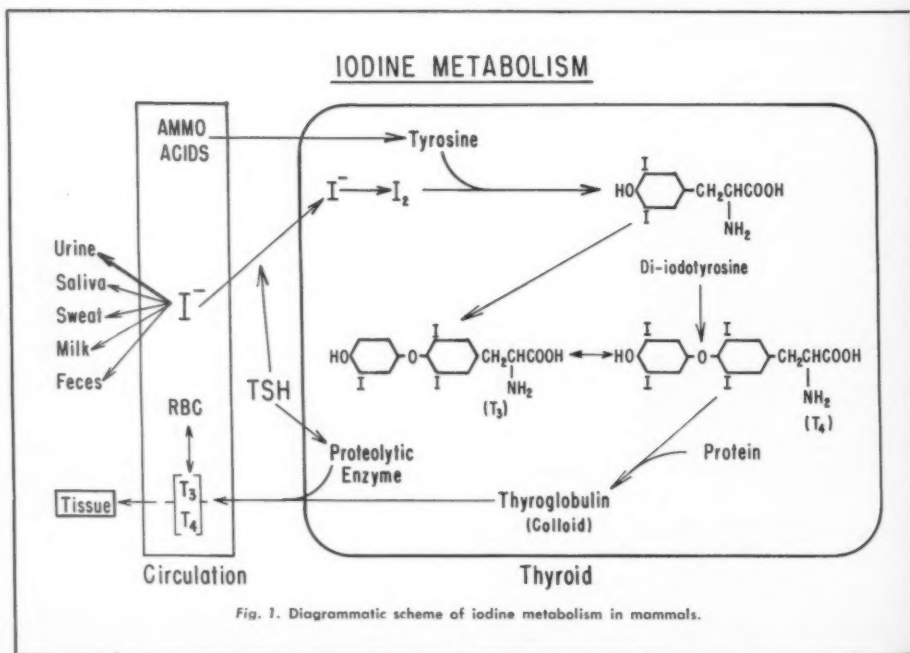 IODINE METABOLISM
AMMO
ACIDS
Tyrosine
I⁻ I₂
HO I I CH₂CHCOOH
NH₂
Di-iodotyrosine
Urine
Saliva
Sweat
Milk
Feces
I⁻
TSH
HO I O I I CH₂CHCOOH
NH₂
(T₃)
HO I I O I I CH₂CHCOOH
NH₂
(T₄)
RBC
Proteolytic
Enzyme
Protein
Thyroglobulin
(Colloid)
Tissue
T₃
T₄
Circulation
Thyroid
Fig. 1. Diagrammatic scheme of iodine metabolism in mammals.